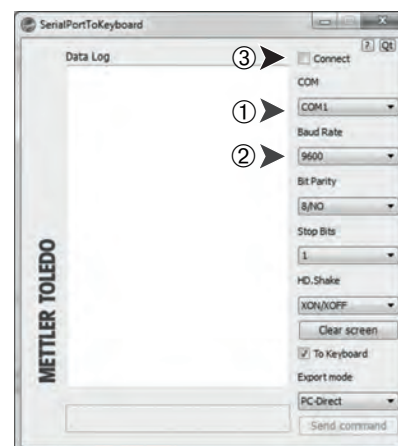 SerialPortToKeyboard
? Qt
Data Log
③ Connect
COM
① COM1
Baud Rate
② 9600
Bit Parity
8/NO
Stop Bits
1
HD.Shake
XON/XOFF
Clear screen
To Keyboard
Export mode
PC-Direct
Send command
METTLER TOLEDO